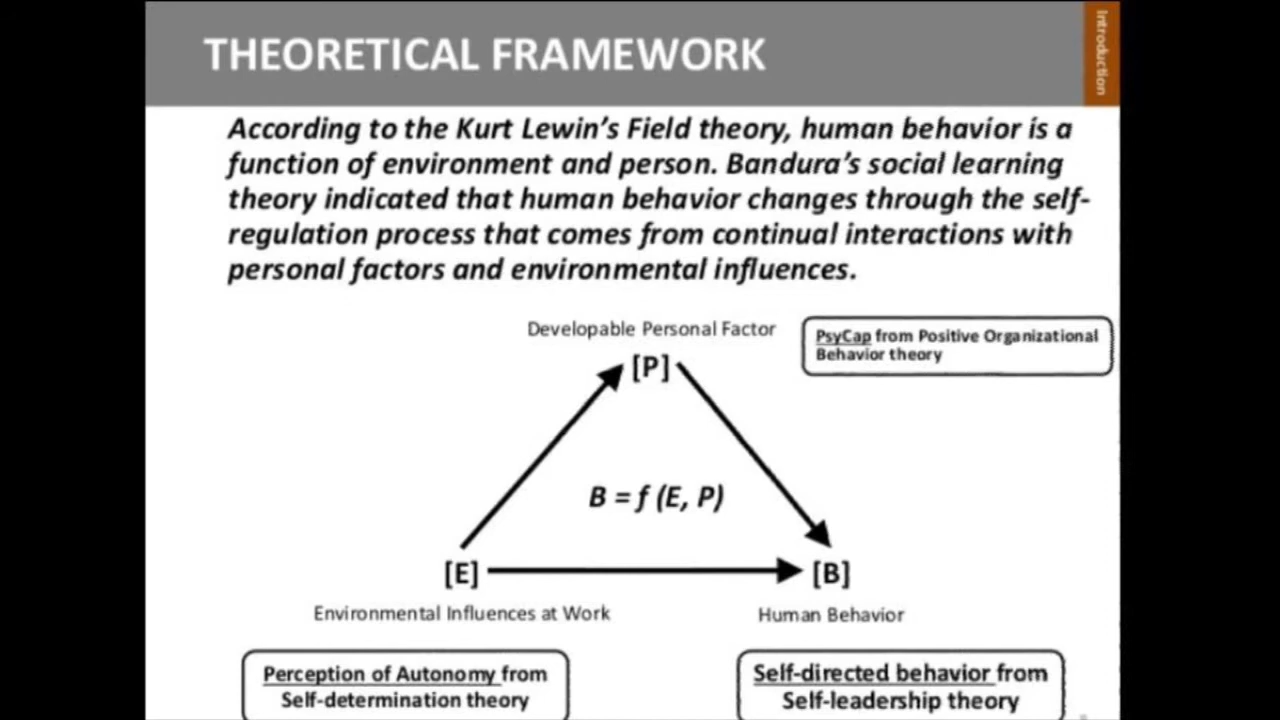 THEORETICAL FRAMEWORK
Introduction
According to the Kurt Lewin's Field theory, human behavior is a
function of environment and person. Bandura's social learning
theory indicated that human behavior changes through the self-
regulation process that comes from continual interactions with
personal factors and environmental influences.
Developable Personal Factor
PsyCap from Positive Organizational
Behavior theory
[P]
B = f (E, P)
[E]
[B]
Environmental Influences at Work
Human Behavior
Perception of Autonomy from
Self-determination theory
Self-directed behavior from
Self-leadership theory